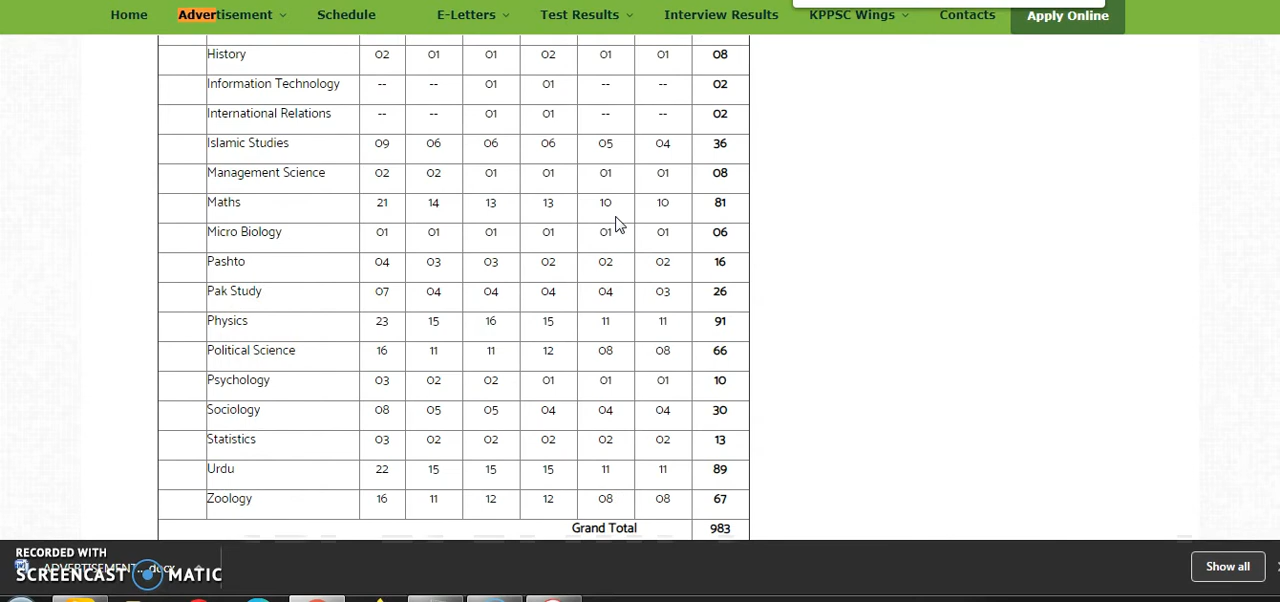 Home Advertisement Schedule E-Letters Test Results Interview Results KPPSC Wings Contacts Apply Online
History 02 01 01 02 01 01 08
Information Technology -- -- 01 01 -- -- 02
International Relations -- -- 01 01 -- -- 02
Islamic Studies 09 06 06 06 05 04 36
Management Science 02 02 01 01 01 01 08
Maths 21 14 13 13 10 10 81
Micro Biology 01 01 01 01 01 01 06
Pashto 04 03 03 02 02 02 16
Pak Study 07 04 04 04 04 03 26
Physics 23 15 16 15 11 11 91
Political Science 16 11 11 12 08 08 66
Psychology 03 02 02 01 01 01 10
Sociology 08 05 05 04 04 04 30
Statistics 03 02 02 02 02 02 13
Urdu 22 15 15 15 11 11 89
Zoology 16 11 12 12 08 08 67
Grand Total 983
RECORDED WITH
ADVERTISEMENT....docx
SCREENCAST MATIC
Show all